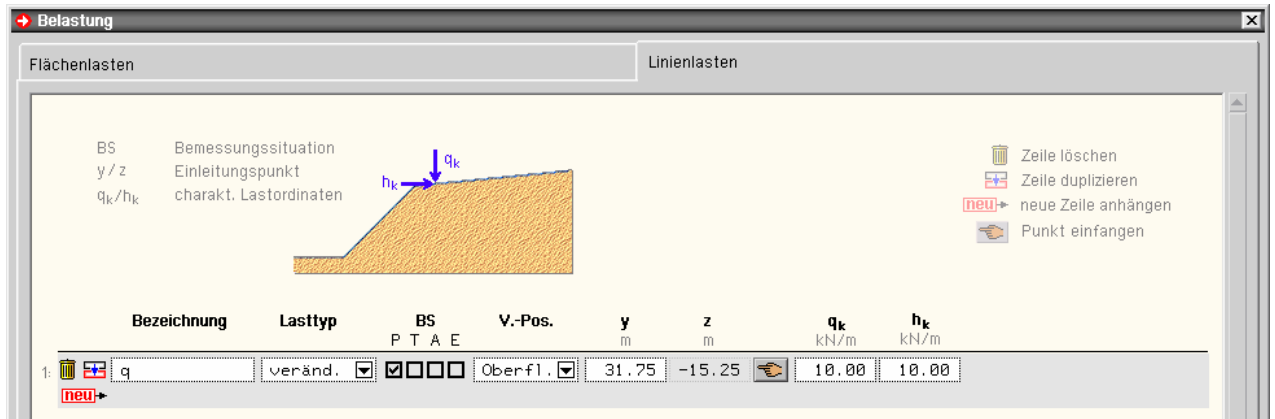 Belastung
Flächenlasten Linienlasten
BS Bemessungssituation
y/z Einleitungspunkt
qk/hk charakt. Lastordinaten
qk
hk
Zeile löschen
Zeile duplizieren
neu neue Zeile anhängen
Punkt einfangen
Bezeichnung Lasttyp BS V.-Pos. y z qk hk
P T A E m m kN/m kN/m
1: q veränd. Oberfl. 31.75 -15.25 10.00 10.00
neu